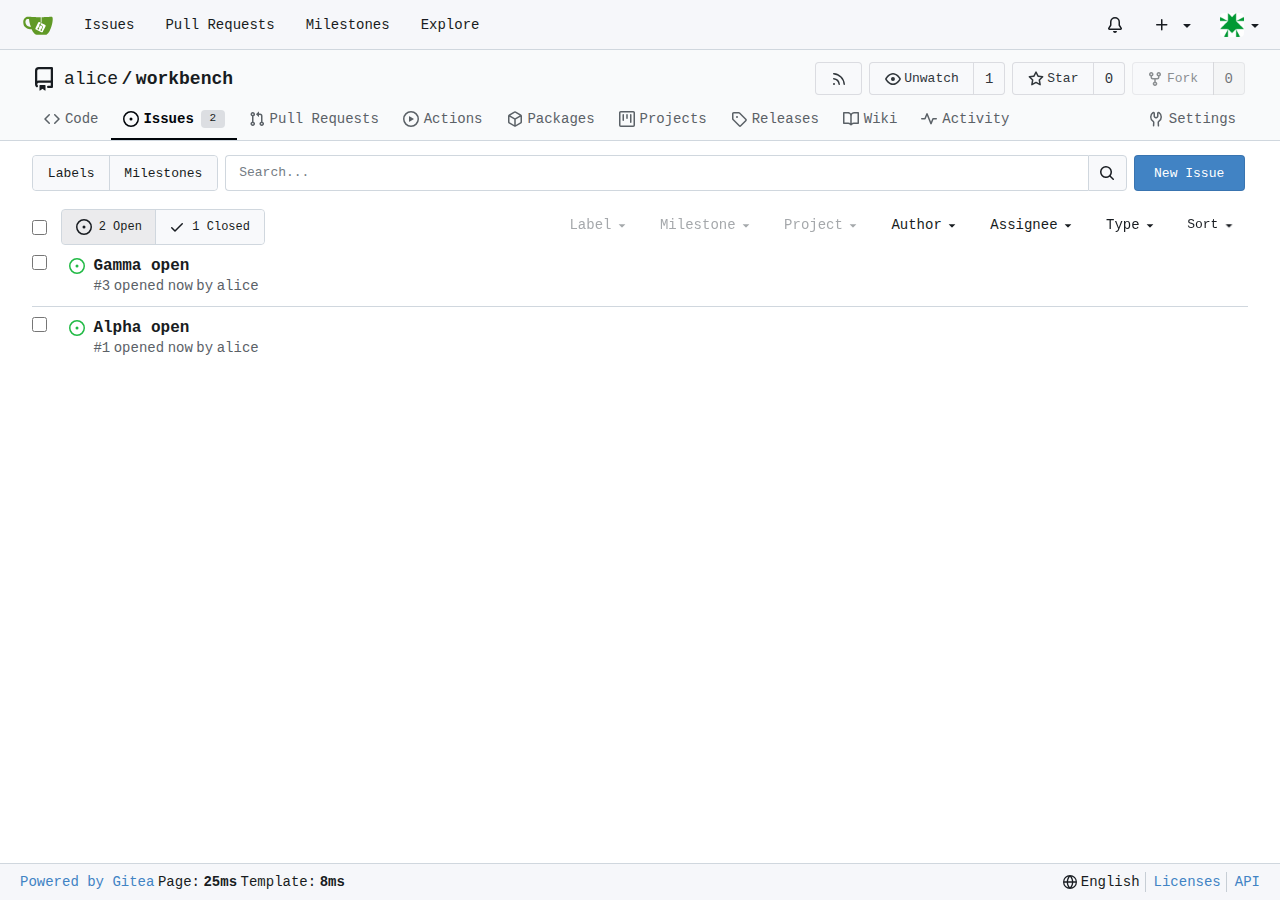 Issues Pull Requests Milestones Explore
alice/workbench Unwatch 1 Star 0 Fork 0
Code Issues 2 Pull Requests Actions Packages Projects Releases Wiki Activity Settings
Labels Milestones Search... New Issue
2 Open 1 Closed Label Milestone Project Author Assignee Type Sort
Gamma open
#3 opened now by alice
Alpha open
#1 opened now by alice
Powered by Gitea Page: 25ms Template: 8ms English Licenses API